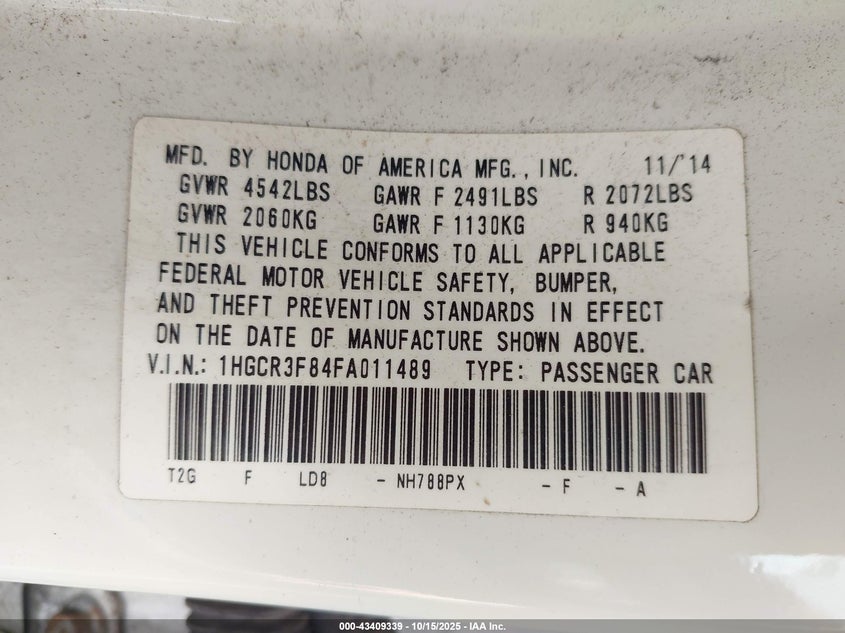 MFD. BY HONDA OF AMERICA MFG., INC. 11/'14
GVWR 4542LBS GAWR F 2491LBS R 2072LBS
GVWR 2060KG GAWR F 1130KG R 940KG
THIS VEHICLE CONFORMS TO ALL APPLICABLE
FEDERAL MOTOR VEHICLE SAFETY, BUMPER,
AND THEFT PREVENTION STANDARDS IN EFFECT
ON THE DATE OF MANUFACTURE SHOWN ABOVE.
V.I.N.: 1HGCR3F84FA011489 TYPE: PASSENGER CAR
T2G F LD8 - NH788PX - F - A
000-43409339 - 10/15/2025 - IAA Inc.